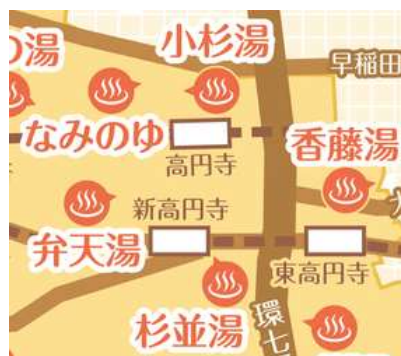 の湯
小杉湯
早稲田
なみのゆ
高円寺
香藤湯
新高円寺
弁天湯
東高円寺
杉並湯
環七